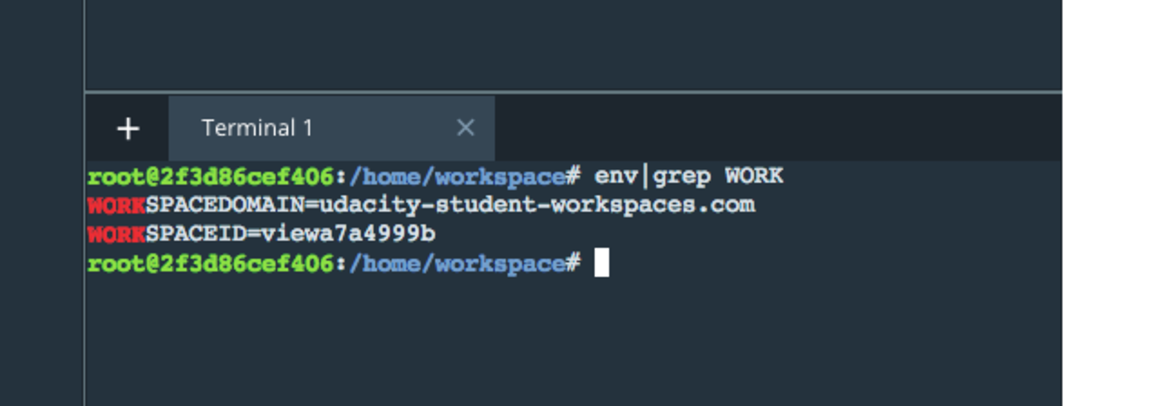 + Terminal 1 ×
root@2f3d86cef406:/home/workspace# env|grep WORK
WORKSPACEDOMAIN=udacity-student-workspaces.com
WORKSPACEID=viewa7a4999b
root@2f3d86cef406:/home/workspace#